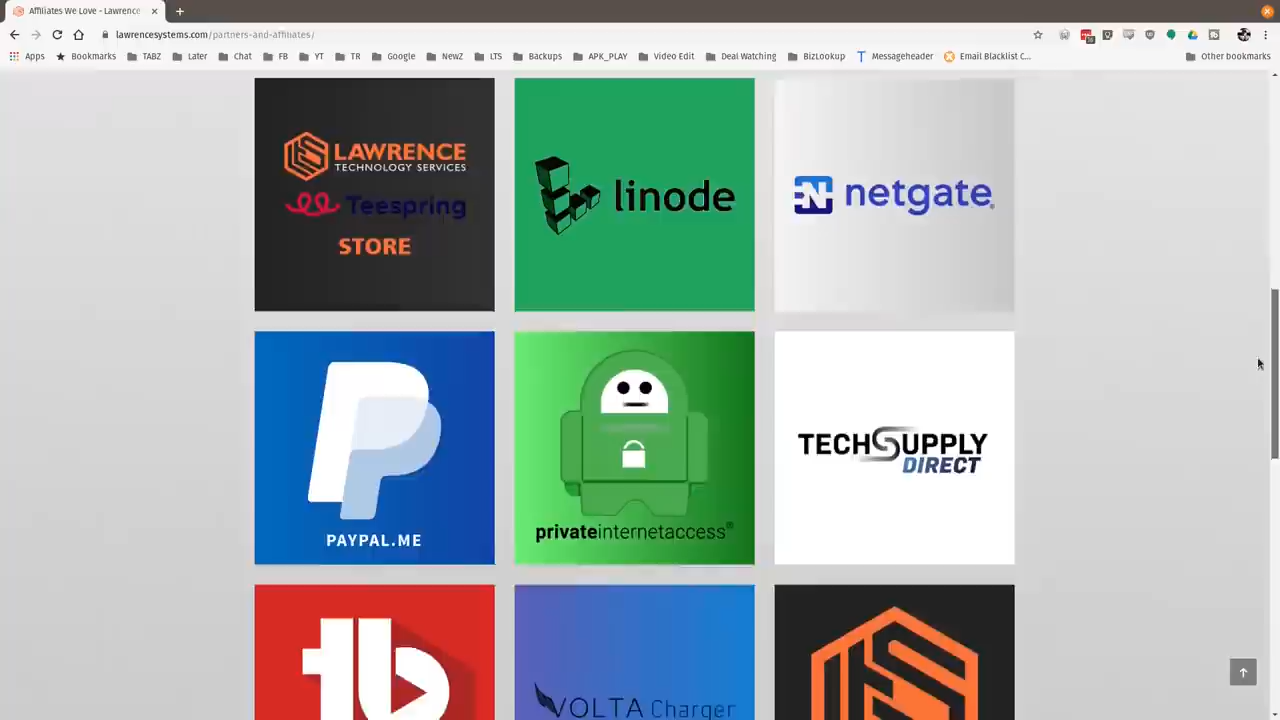 Affiliates We Love - Lawrence
lawrencesystems.com/partners-and-affiliates/
Apps Bookmarks TABZ Later Chat FB YT TR Google NewZ LTS Backups APK_PLAY Video Edit Deal Watching BizLookup Messageheader Email Blacklist C... Other bookmarks
LAWRENCE
TECHNOLOGY SERVICES
Teespring
STORE
linode
netgate®
PAYPAL.ME
privateinternetaccess®
TECHSUPPLY
DIRECT
tb
VOLTA Charger